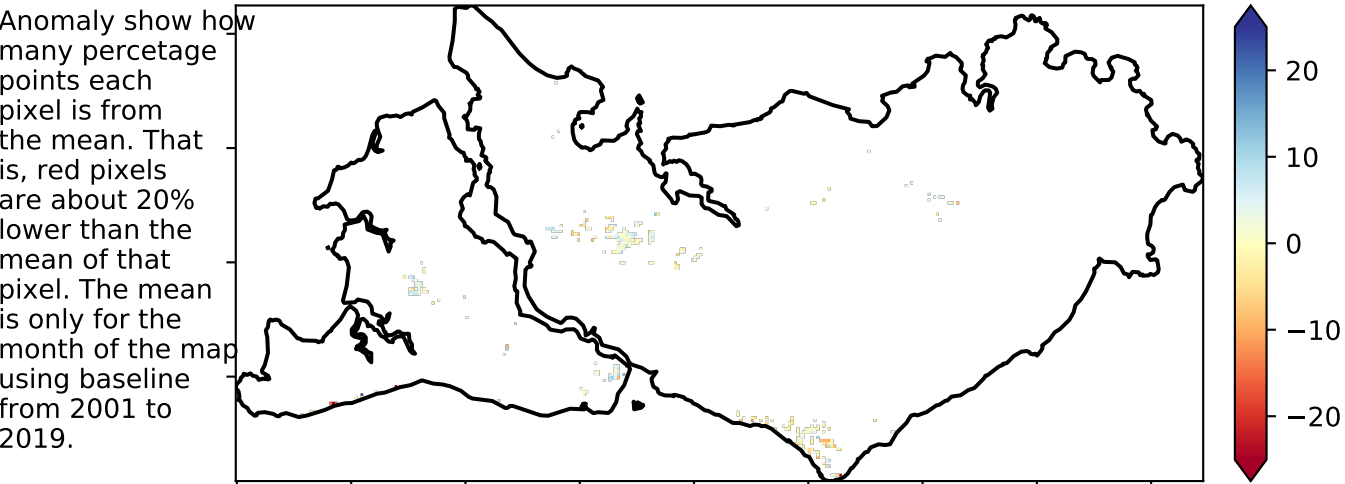 Anomaly show how
many percetage
points each
pixel is from
the mean. That
is, red pixels
are about 20%
lower than the
mean of that
pixel. The mean
is only for the
month of the map
using baseline
from 2001 to
2019.
20
10
0
−10
−20